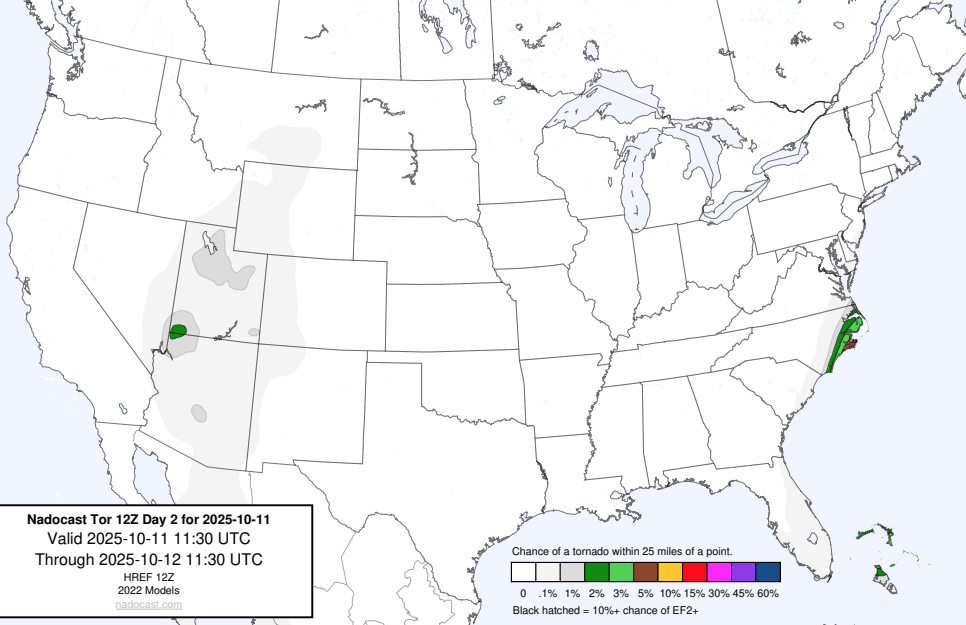 Nadocast Tor 12Z Day 2 for 2025-10-11
Valid 2025-10-11 11:30 UTC
Through 2025-10-12 11:30 UTC
HREF 12Z
2022 Models
nadocast.com
Chance of a tornado within 25 miles of a point.
0 .1% 1% 2% 3% 5% 10% 15% 30% 45% 60%
Black hatched = 10%+ chance of EF2+